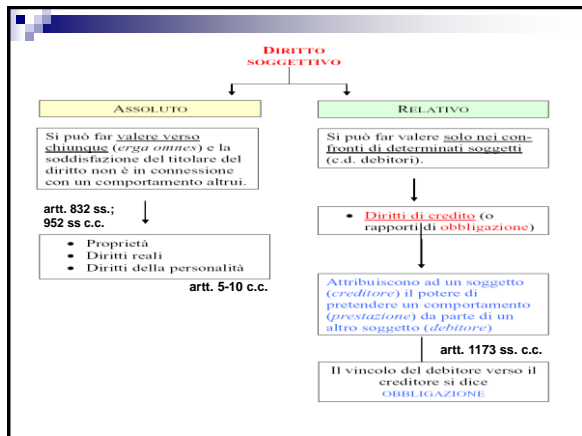 DIRITTO
SOGGETTIVO
ASSOLUTO
Si può far valere verso
chiunque (erga omnes) e la
soddisfazione del titolare del
diritto non è in connessione
con un comportamento altrui.
artt. 832 ss.;
952 ss c.c.
• Proprietà
• Diritti reali
• Diritti della personalità
artt. 5-10 c.c.
RELATIVO
Si può far valere solo nei con-
fronti di determinati soggetti
(c.d. debitori).
• Diritti di credito (o
rapporti di obbligazione)
Attribuiscono ad un soggetto
(creditore) il potere di
pretendere un comportamento
(prestazione) da parte di un
altro soggetto (debitore)
artt. 1173 ss. c.c.
Il vincolo del debitore verso il
creditore si dice
OBBLIGAZIONE